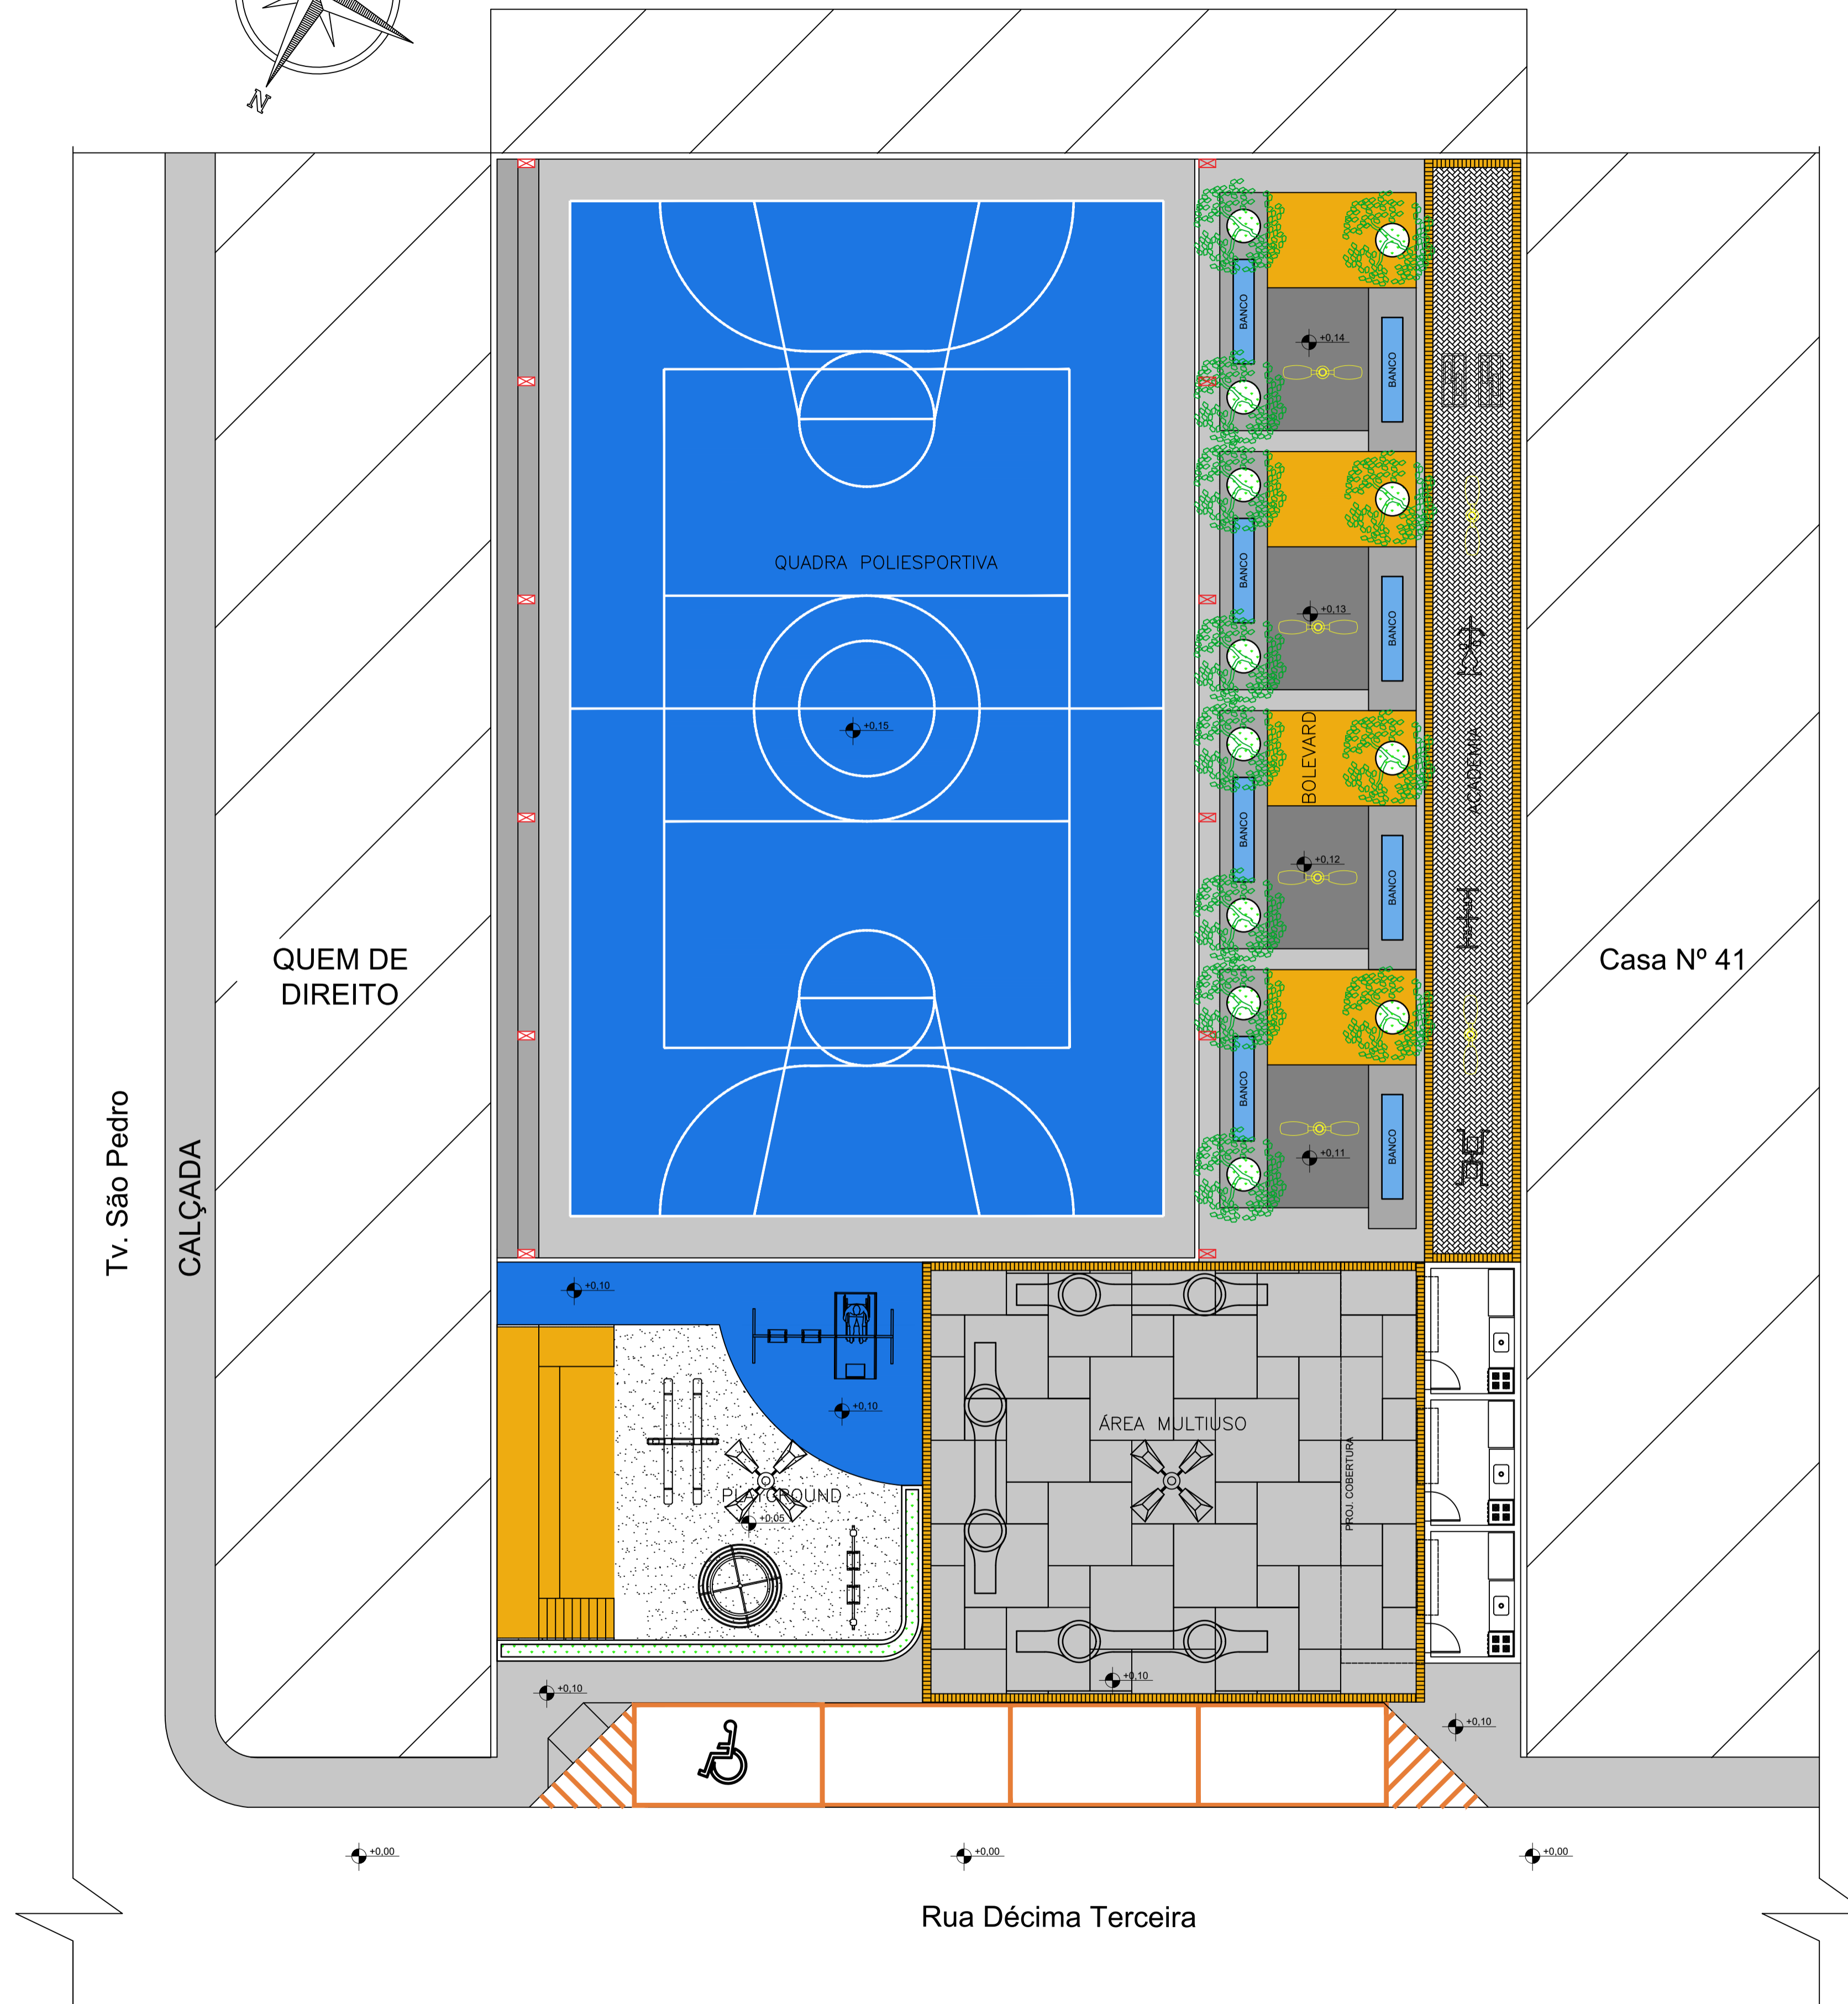 N
BANCO
+0,14
BANCO
QUADRA POLIESPORTIVA
BANCO
+0,13
BANCO
+0,15
BOLEVARD
ACADEMIA
BANCO
+0,12
BANCO
QUEM DE
DIREITO
Casa Nº 41
BANCO
+0,11
BANCO
Tv. São Pedro
CALÇADA
+0,10
+0,10
ÁREA MULTIUSO
PROJ. COBERTURA
PLAYGROUND
+0,05
+0,10
+0,10
+0,10
+0,00
+0,00
+0,00
Rua Décima Terceira